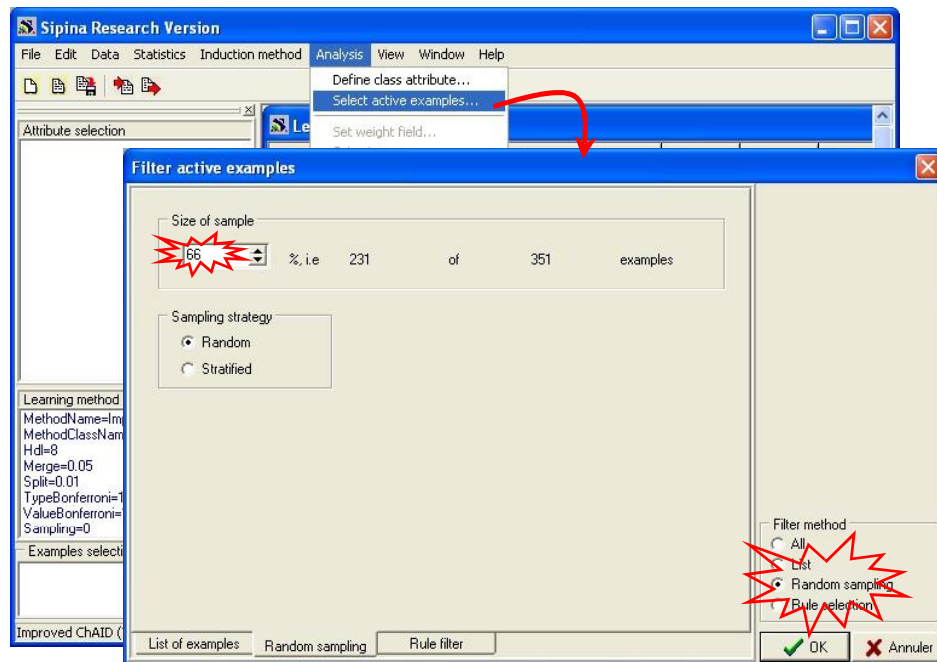 Sipina Research Version
File Edit Data Statistics Induction method Analysis View Window Help
Define class attribute...
Select active examples...
Set weight field...
Attribute selection
Le
Filter active examples
Size of sample
66 %, i.e 231 of 351 examples
Sampling strategy
Random
Stratified
Learning method
MethodName=Im
MethodClassNam
Hdl=8
Merge=0.05
Split=0.01
TypeBonferroni=1
ValueBonferroni=
Sampling=0
Examples selecti
Improved ChAID (
Filter method
All
List
Random sampling
Rule selection
List of examples Random sampling Rule filter
OK Annuler